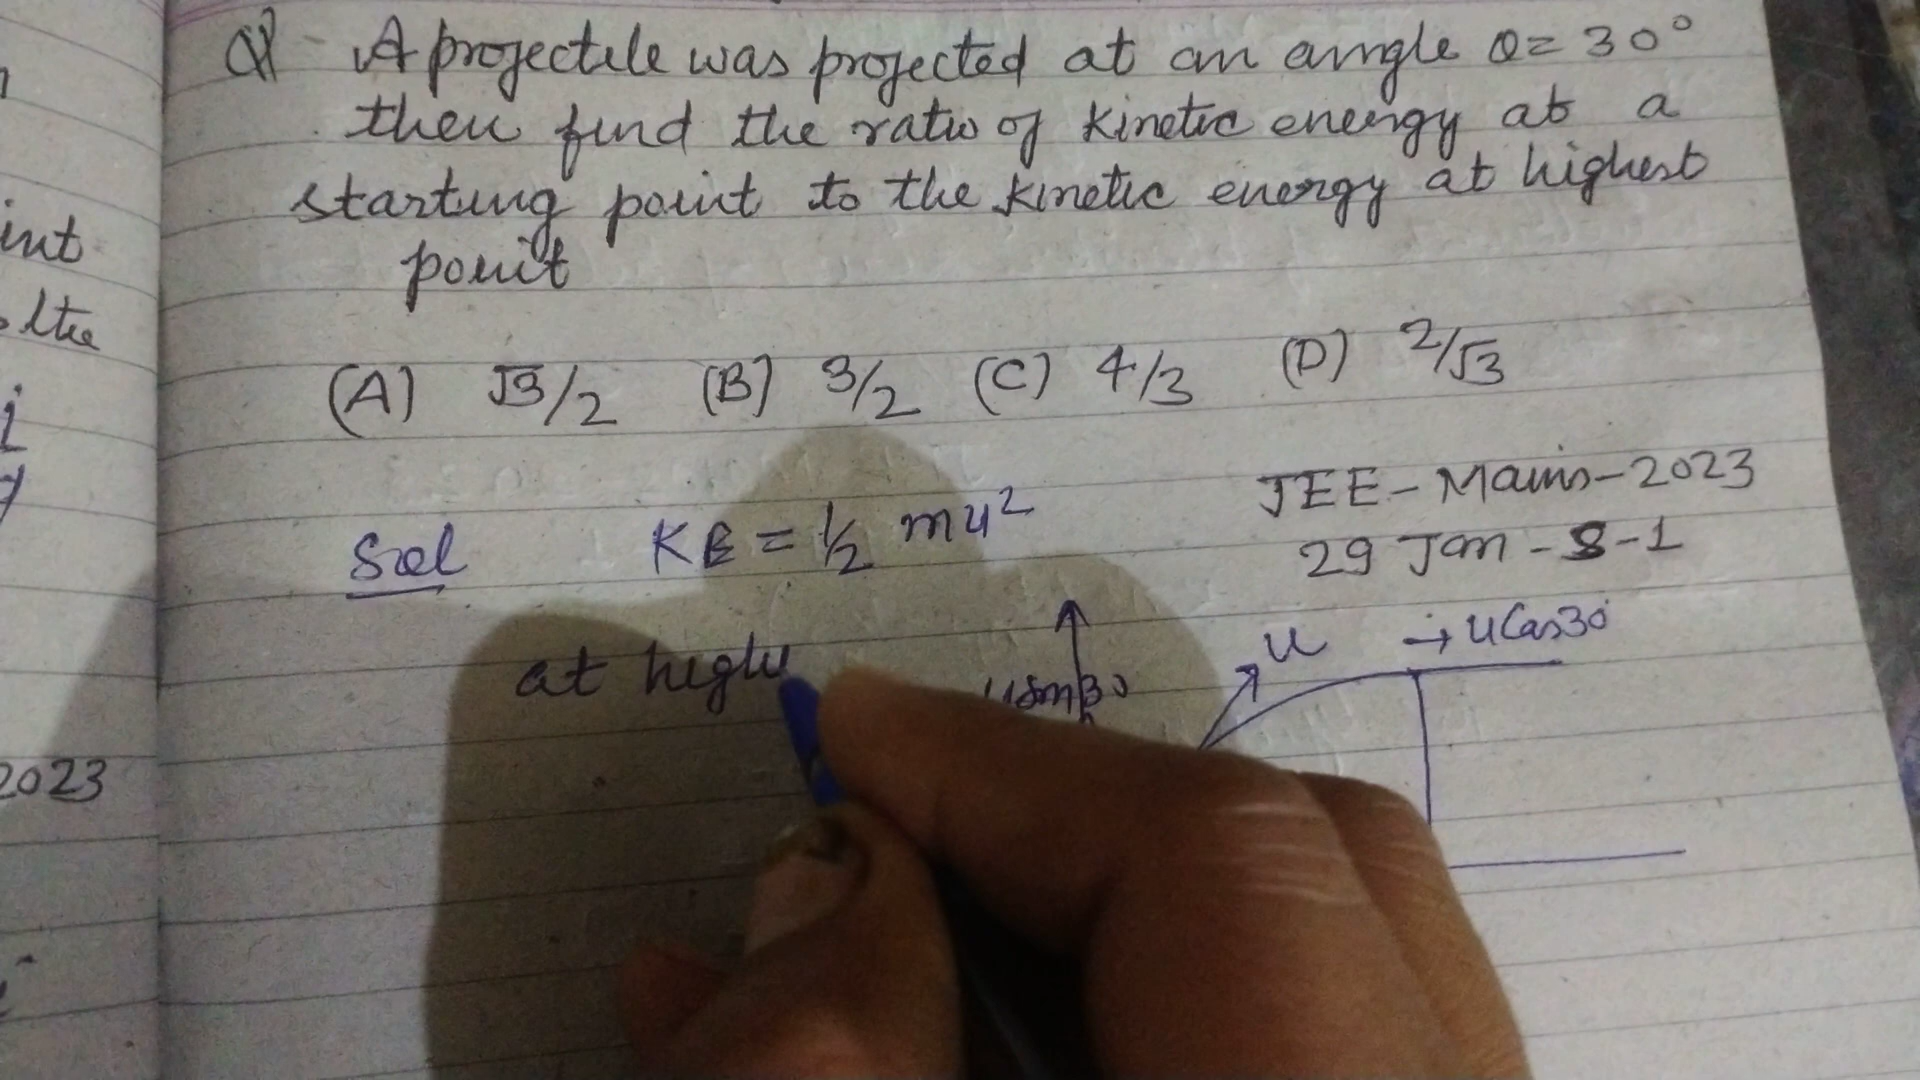 int
lte
2023
Q A projectile was projected at an angle θ = 30°
then find the ratio of kinetic energy at a
starting point to the kinetic energy at highest
point
(A) √3/2 (B) 3/2 (C) 4/3 (D) 2/√3
JEE-Mains-2023
29 Jan - S-1
Sol KE = 1/2 mu²
at high
usin30
u → uCos30